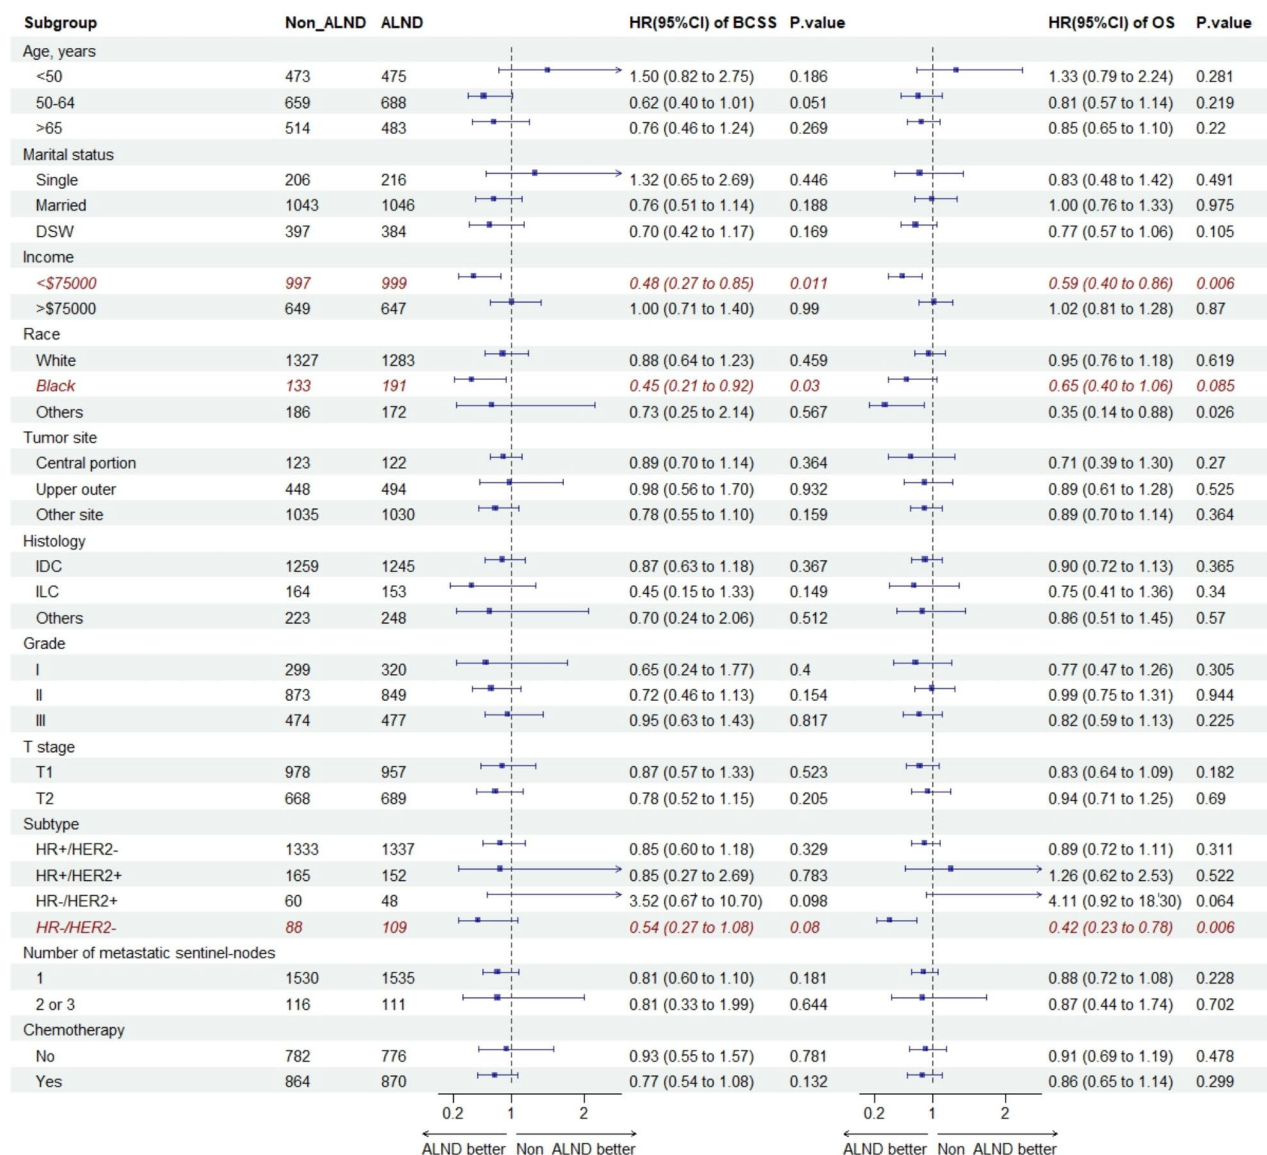 Subgroup Non_ALND ALND HR(95%CI) of BCSS P.value HR(95%CI) of OS P.value
Age, years
<50 473 475 1.50 (0.82 to 2.75) 0.186 1.33 (0.79 to 2.24) 0.281
50-64 659 688 0.62 (0.40 to 1.01) 0.051 0.81 (0.57 to 1.14) 0.219
>65 514 483 0.76 (0.46 to 1.24) 0.269 0.85 (0.65 to 1.10) 0.22
Marital status
Single 206 216 1.32 (0.65 to 2.69) 0.446 0.83 (0.48 to 1.42) 0.491
Married 1043 1046 0.76 (0.51 to 1.14) 0.188 1.00 (0.76 to 1.33) 0.975
DSW 397 384 0.70 (0.42 to 1.17) 0.169 0.77 (0.57 to 1.06) 0.105
Income
<$75000 997 999 0.48 (0.27 to 0.85) 0.011 0.59 (0.40 to 0.86) 0.006
>$75000 649 647 1.00 (0.71 to 1.40) 0.99 1.02 (0.81 to 1.28) 0.87
Race
White 1327 1283 0.88 (0.64 to 1.23) 0.459 0.95 (0.76 to 1.18) 0.619
Black 133 191 0.45 (0.21 to 0.92) 0.03 0.65 (0.40 to 1.06) 0.085
Others 186 172 0.73 (0.25 to 2.14) 0.567 0.35 (0.14 to 0.88) 0.026
Tumor site
Central portion 123 122 0.89 (0.70 to 1.14) 0.364 0.71 (0.39 to 1.30) 0.27
Upper outer 448 494 0.98 (0.56 to 1.70) 0.932 0.89 (0.61 to 1.28) 0.525
Other site 1035 1030 0.78 (0.55 to 1.10) 0.159 0.89 (0.70 to 1.14) 0.364
Histology
IDC 1259 1245 0.87 (0.63 to 1.18) 0.367 0.90 (0.72 to 1.13) 0.365
ILC 164 153 0.45 (0.15 to 1.33) 0.149 0.75 (0.41 to 1.36) 0.34
Others 223 248 0.70 (0.24 to 2.06) 0.512 0.86 (0.51 to 1.45) 0.57
Grade
I 299 320 0.65 (0.24 to 1.77) 0.4 0.77 (0.47 to 1.26) 0.305
II 873 849 0.72 (0.46 to 1.13) 0.154 0.99 (0.75 to 1.31) 0.944
III 474 477 0.95 (0.63 to 1.43) 0.817 0.82 (0.59 to 1.13) 0.225
T stage
T1 978 957 0.87 (0.57 to 1.33) 0.523 0.83 (0.64 to 1.09) 0.182
T2 668 689 0.78 (0.52 to 1.15) 0.205 0.94 (0.71 to 1.25) 0.69
Subtype
HR+/HER2- 1333 1337 0.85 (0.60 to 1.18) 0.329 0.89 (0.72 to 1.11) 0.311
HR+/HER2+ 165 152 0.85 (0.27 to 2.69) 0.783 1.26 (0.62 to 2.53) 0.522
HR-/HER2+ 60 48 3.52 (0.67 to 10.70) 0.098 4.11 (0.92 to 18.30) 0.064
HR-/HER2- 88 109 0.54 (0.27 to 1.08) 0.08 0.42 (0.23 to 0.78) 0.006
Number of metastatic sentinel-nodes
1 1530 1535 0.81 (0.60 to 1.10) 0.181 0.88 (0.72 to 1.08) 0.228
2 or 3 116 111 0.81 (0.33 to 1.99) 0.644 0.87 (0.44 to 1.74) 0.702
Chemotherapy
No 782 776 0.93 (0.55 to 1.57) 0.781 0.91 (0.69 to 1.19) 0.478
Yes 864 870 0.77 (0.54 to 1.08) 0.132 0.86 (0.65 to 1.14) 0.299
0.2 1 2 0.2 1 2
ALND better Non ALND better ALND better Non ALND better